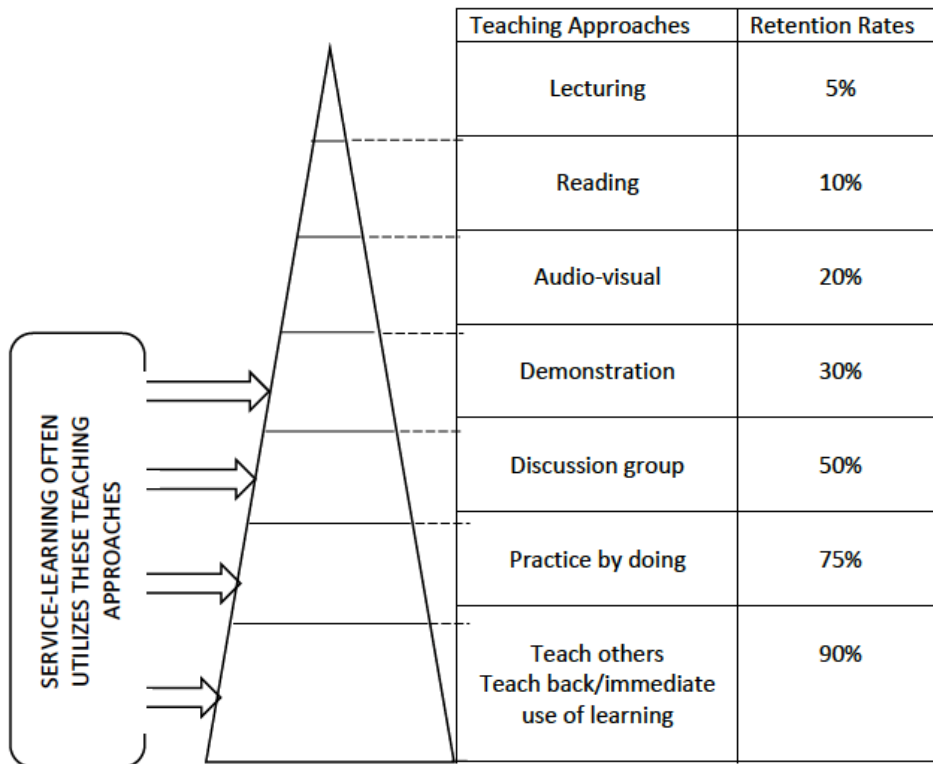 Teaching Approaches Retention Rates
Lecturing 5%
Reading 10%
Audio-visual 20%
Demonstration 30%
Discussion group 50%
Practice by doing 75%
Teach others 90%
Teach back/immediate
use of learning
SERVICE-LEARNING OFTEN
UTILIZES THESE TEACHING
APPROACHES